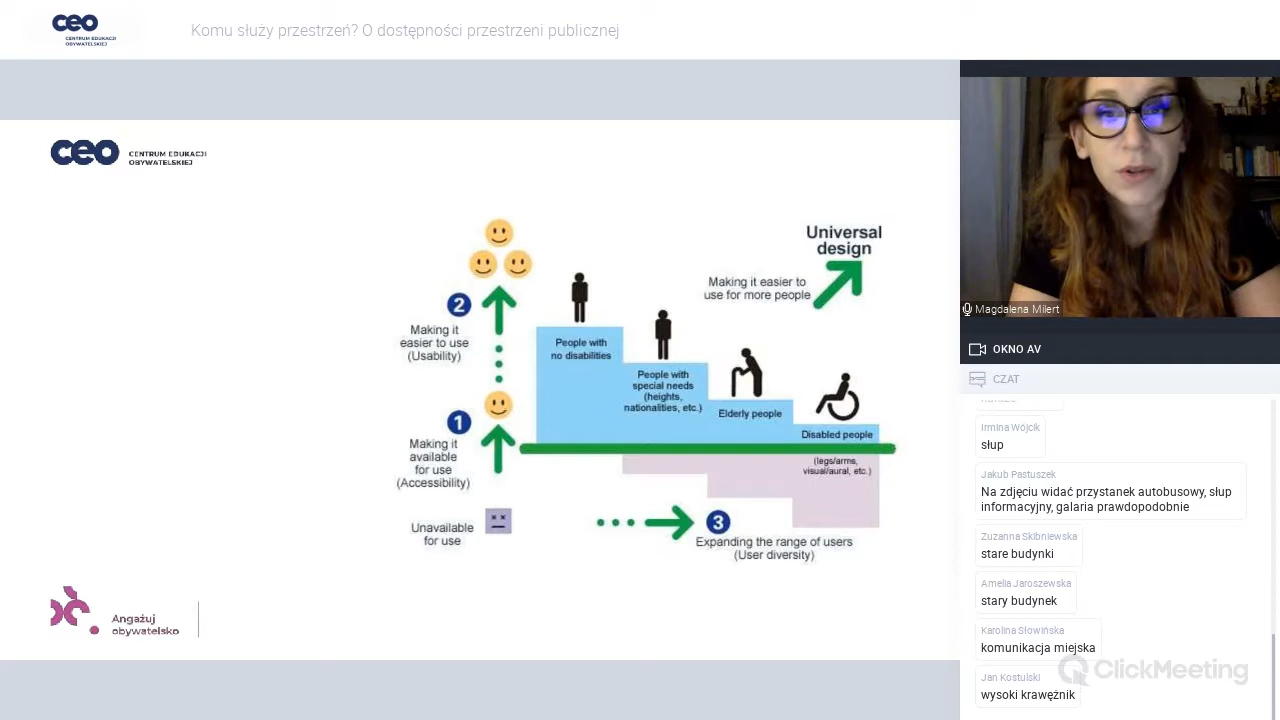 ceo
CENTRUM EDUKACJI
OBYWATELSKIEJ
Komu służy przestrzeń? O dostępności przestrzeni publicznej
ceo
CENTRUM EDUKACJI
OBYWATELSKIEJ
Universal
design
Making it easier to
use for more people
2
Making it
easier to use
(Usability)
People with
no disabilities
People with
special needs
(heights,
nationalities, etc.)
Elderly people
Disabled people
(legs/arms,
visual/aural, etc.)
1
Making it
available
for use
(Accessibility)
Unavailable
for use
3
Expanding the range of users
(User diversity)
Angażuj
obywatelsko
Magdalena Milert
OKNO AV
CZAT
Irmina Wójcik
słup
Jakub Pastuszek
Na zdjęciu widać przystanek autobusowy, słup
informacyjny, galaria prawdopodobnie
Zuzanna Skibniewska
stare budynki
Amelia Jaroszewska
stary budynek
Karolina Słowińska
komunikacja miejska
ClickMeeting
Jan Kostulski
wysoki krawężnik